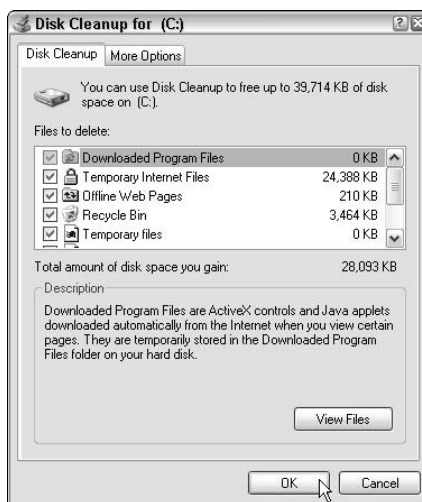 Disk Cleanup for (C:)
Disk Cleanup
More Options
You can use Disk Cleanup to free up to 39,714 KB of disk
space on (C:).
Files to delete:
Downloaded Program Files 0 KB
Temporary Internet Files 24,388 KB
Offline Web Pages 210 KB
Recycle Bin 3,464 KB
Temporary files 0 KB
Total amount of disk space you gain: 28,093 KB
Description
Downloaded Program Files are ActiveX controls and Java applets
downloaded automatically from the Internet when you view certain
pages. They are temporarily stored in the Downloaded Program
Files folder on your hard disk.
View Files
OK
Cancel